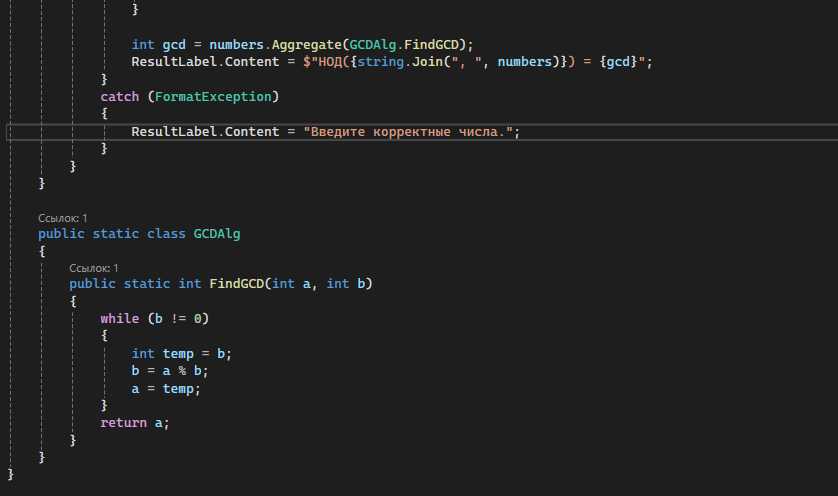 }
int gcd = numbers.Aggregate(GCDAlg.FindGCD);
ResultLabel.Content = $"НОД({string.Join(", ", numbers)}) = {gcd}";
}
catch (FormatException)
{
ResultLabel.Content = "Введите корректные числа.";
}
}
}
Ссылок: 1
public static class GCDAlg
{
Ссылок: 1
public static int FindGCD(int a, int b)
{
while (b != 0)
{
int temp = b;
b = a % b;
a = temp;
}
return a;
}
}
}